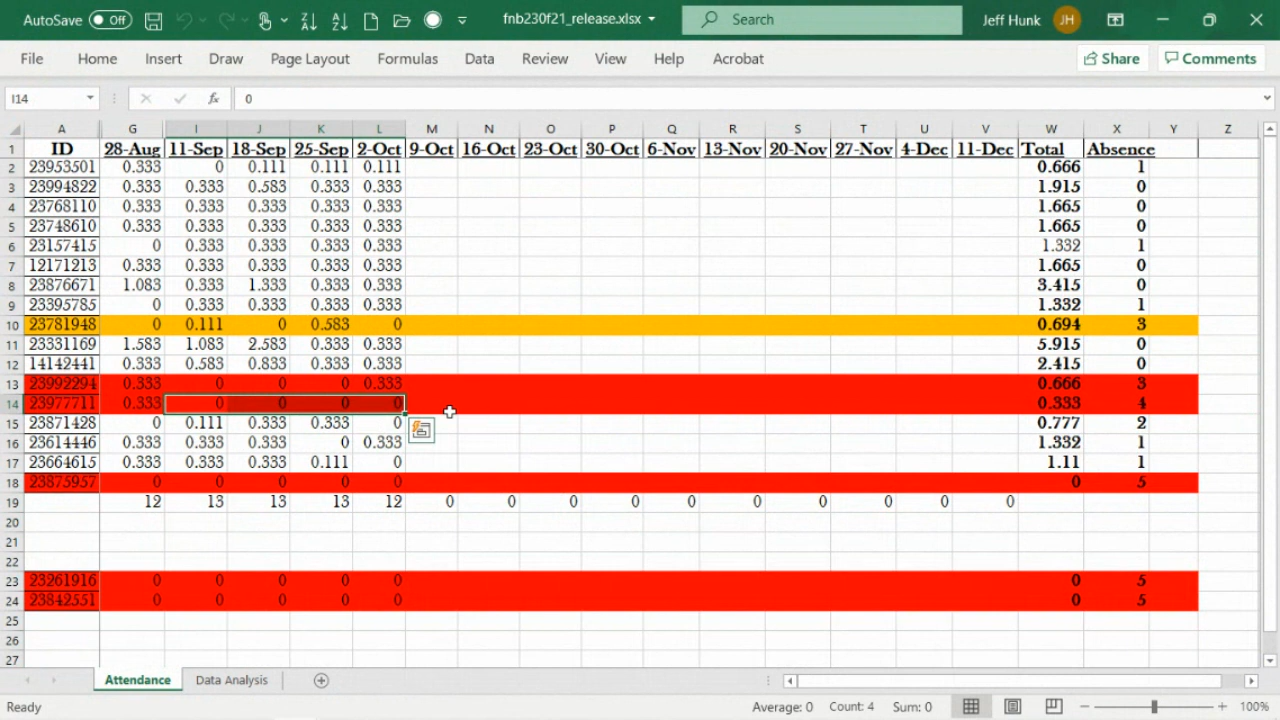 AutoSave Off fnb230f21_release.xlsx Search Jeff Hunk JH
File Home Insert Draw Page Layout Formulas Data Review View Help Acrobat Share Comments
I14 fx 0
A G I J K L M N O P Q R S T U V W X Y Z
1 ID 28-Aug 11-Sep 18-Sep 25-Sep 2-Oct 9-Oct 16-Oct 23-Oct 30-Oct 6-Nov 13-Nov 20-Nov 27-Nov 4-Dec 11-Dec Total Absence
2 23953501 0.333 0 0.111 0.111 0.111 0.666 1
3 23994822 0.333 0.333 0.583 0.333 0.333 1.915 0
4 23768110 0.333 0.333 0.333 0.333 0.333 1.665 0
5 23748610 0.333 0.333 0.333 0.333 0.333 1.665 0
6 23157415 0 0.333 0.333 0.333 0.333 1.332 1
7 12171213 0.333 0.333 0.333 0.333 0.333 1.665 0
8 23876671 1.083 0.333 1.333 0.333 0.333 3.415 0
9 23395785 0 0.333 0.333 0.333 0.333 1.332 1
10 23781948 0 0.111 0 0.583 0 0.694 3
11 23331169 1.583 1.083 2.583 0.333 0.333 5.915 0
12 14142441 0.333 0.583 0.833 0.333 0.333 2.415 0
13 23992294 0.333 0 0 0 0.333 0.666 3
14 23977711 0.333 0 0 0 0 0.333 4
15 23871428 0 0.111 0.333 0.333 0 0.777 2
16 23614446 0.333 0.333 0.333 0 0.333 1.332 1
17 23664615 0.333 0.333 0.333 0.111 0 1.11 1
18 23875957 0 0 0 0 0 0 5
19 12 13 13 13 12 0 0 0 0 0 0 0 0 0 0
20
21
22
23 23261916 0 0 0 0 0 0 5
24 23842551 0 0 0 0 0 0 5
25
26
27
Attendance Data Analysis
Ready Average: 0 Count: 4 Sum: 0 100%